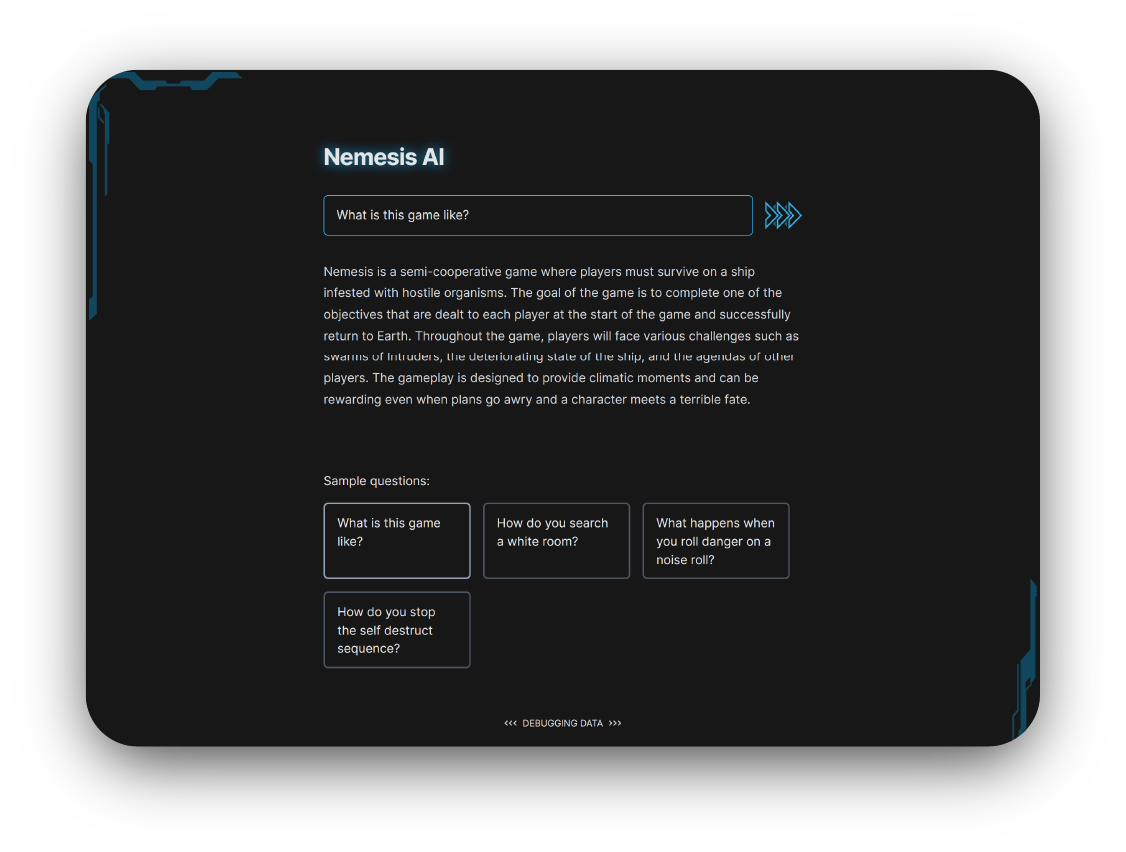 Nemesis AI
What is this game like?
Nemesis is a semi-cooperative game where players must survive on a ship
infested with hostile organisms. The goal of the game is to complete one of the
objectives that are dealt to each player at the start of the game and successfully
return to Earth. Throughout the game, players will face various challenges such as
swarms of Intruders, the deteriorating state of the ship, and the agendas of other
players. The gameplay is designed to provide climatic moments and can be
rewarding even when plans go awry and a character meets a terrible fate.
Sample questions:
What is this game
like?
How do you search
a white room?
What happens when
you roll danger on a
noise roll?
How do you stop
the self destruct
sequence?
<<< DEBUGGING DATA >>>